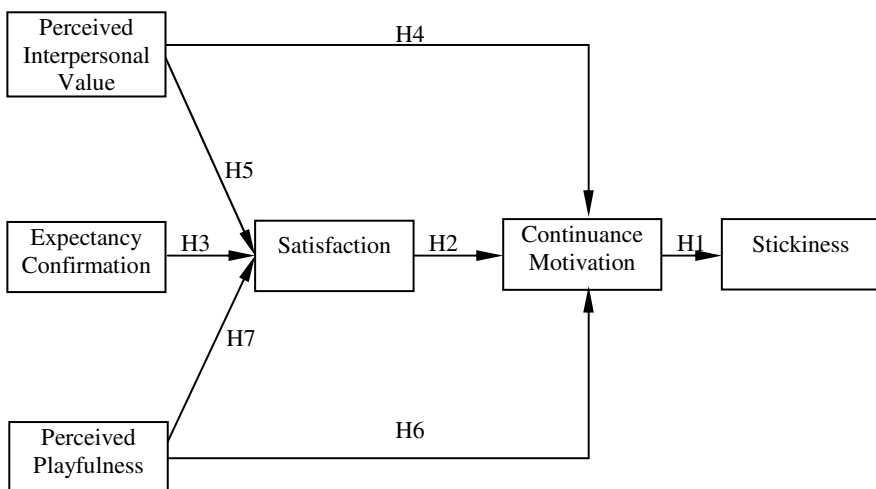 Perceived
Interpersonal
Value
H4
H5
Expectancy
Confirmation
H3
Satisfaction
H2
Continuance
Motivation
H1
Stickiness
H7
Perceived
Playfulness
H6